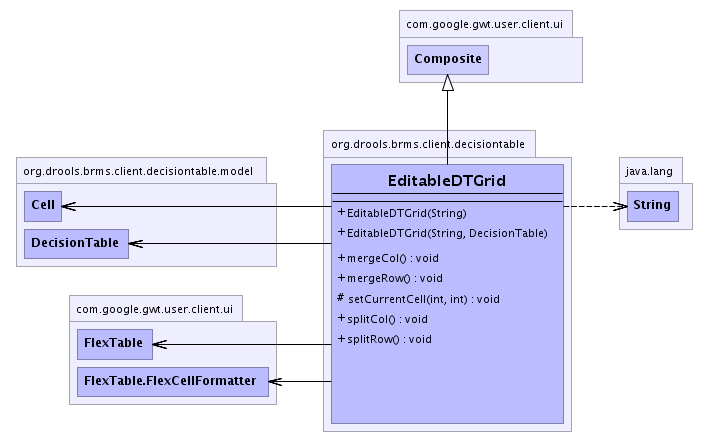 com.google.gwt.user.client.ui
Composite
org.drools.brms.client.decisiontable
EditableDTGrid
+ EditableDTGrid(String)
+ EditableDTGrid(String, DecisionTable)
+ mergeCol() : void
+ mergeRow() : void
# setCurrentCell(int, int) : void
+ splitCol() : void
+ splitRow() : void
org.drools.brms.client.decisiontable.model
Cell
DecisionTable
java.lang
String
com.google.gwt.user.client.ui
FlexTable
FlexTable.FlexCellFormatter